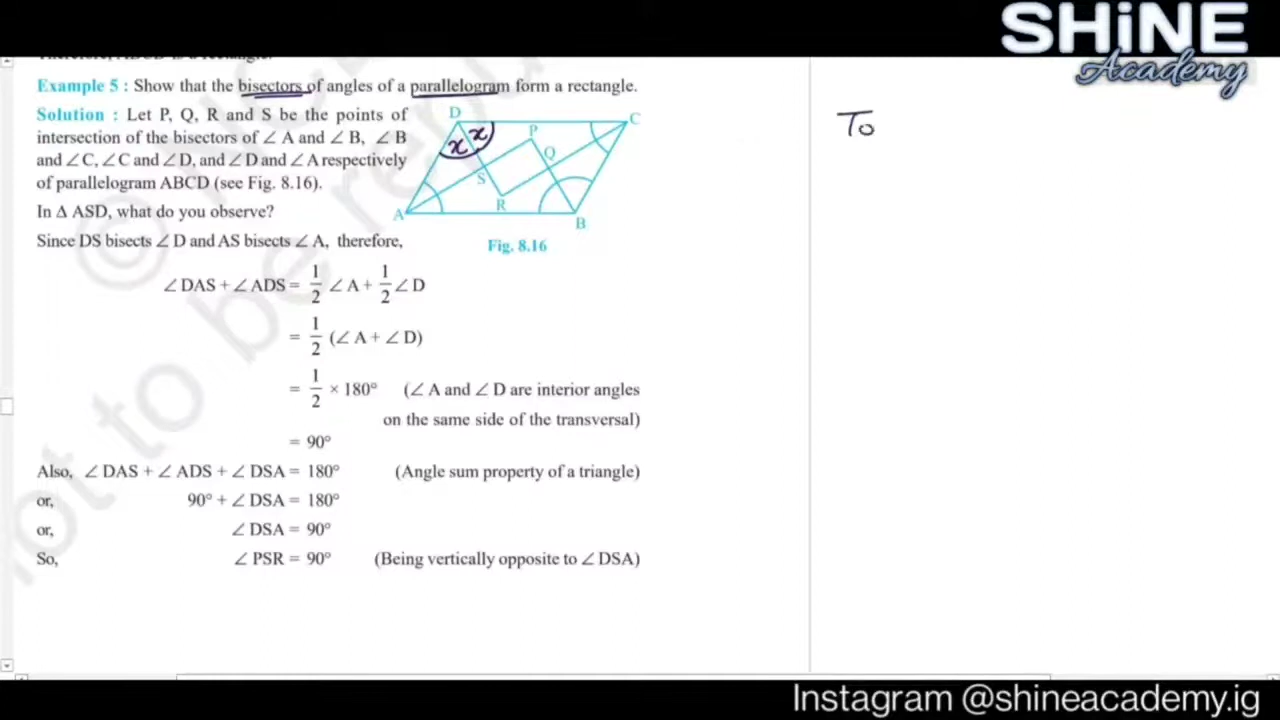 SHiNE
Academy
Example 5 : Show that the bisectors of angles of a parallelogram form a rectangle.
Solution : Let P, Q, R and S be the points of
intersection of the bisectors of ∠ A and ∠ B, ∠ B
and ∠ C, ∠ C and ∠ D, and ∠ D and ∠ A respectively
of parallelogram ABCD (see Fig. 8.16).
In Δ ASD, what do you observe?
Since DS bisects ∠ D and AS bisects ∠ A, therefore,
D
C
P
Q
S
R
A
B
x x
Fig. 8.16
∠ DAS + ∠ ADS = 1/2 ∠ A + 1/2 ∠ D
= 1/2 (∠ A + ∠ D)
= 1/2 × 180° (∠ A and ∠ D are interior angles
on the same side of the transversal)
= 90°
Also, ∠ DAS + ∠ ADS + ∠ DSA = 180° (Angle sum property of a triangle)
or, 90° + ∠ DSA = 180°
or, ∠ DSA = 90°
So, ∠ PSR = 90° (Being vertically opposite to ∠ DSA)
To
Instagram @shineacademy.ig